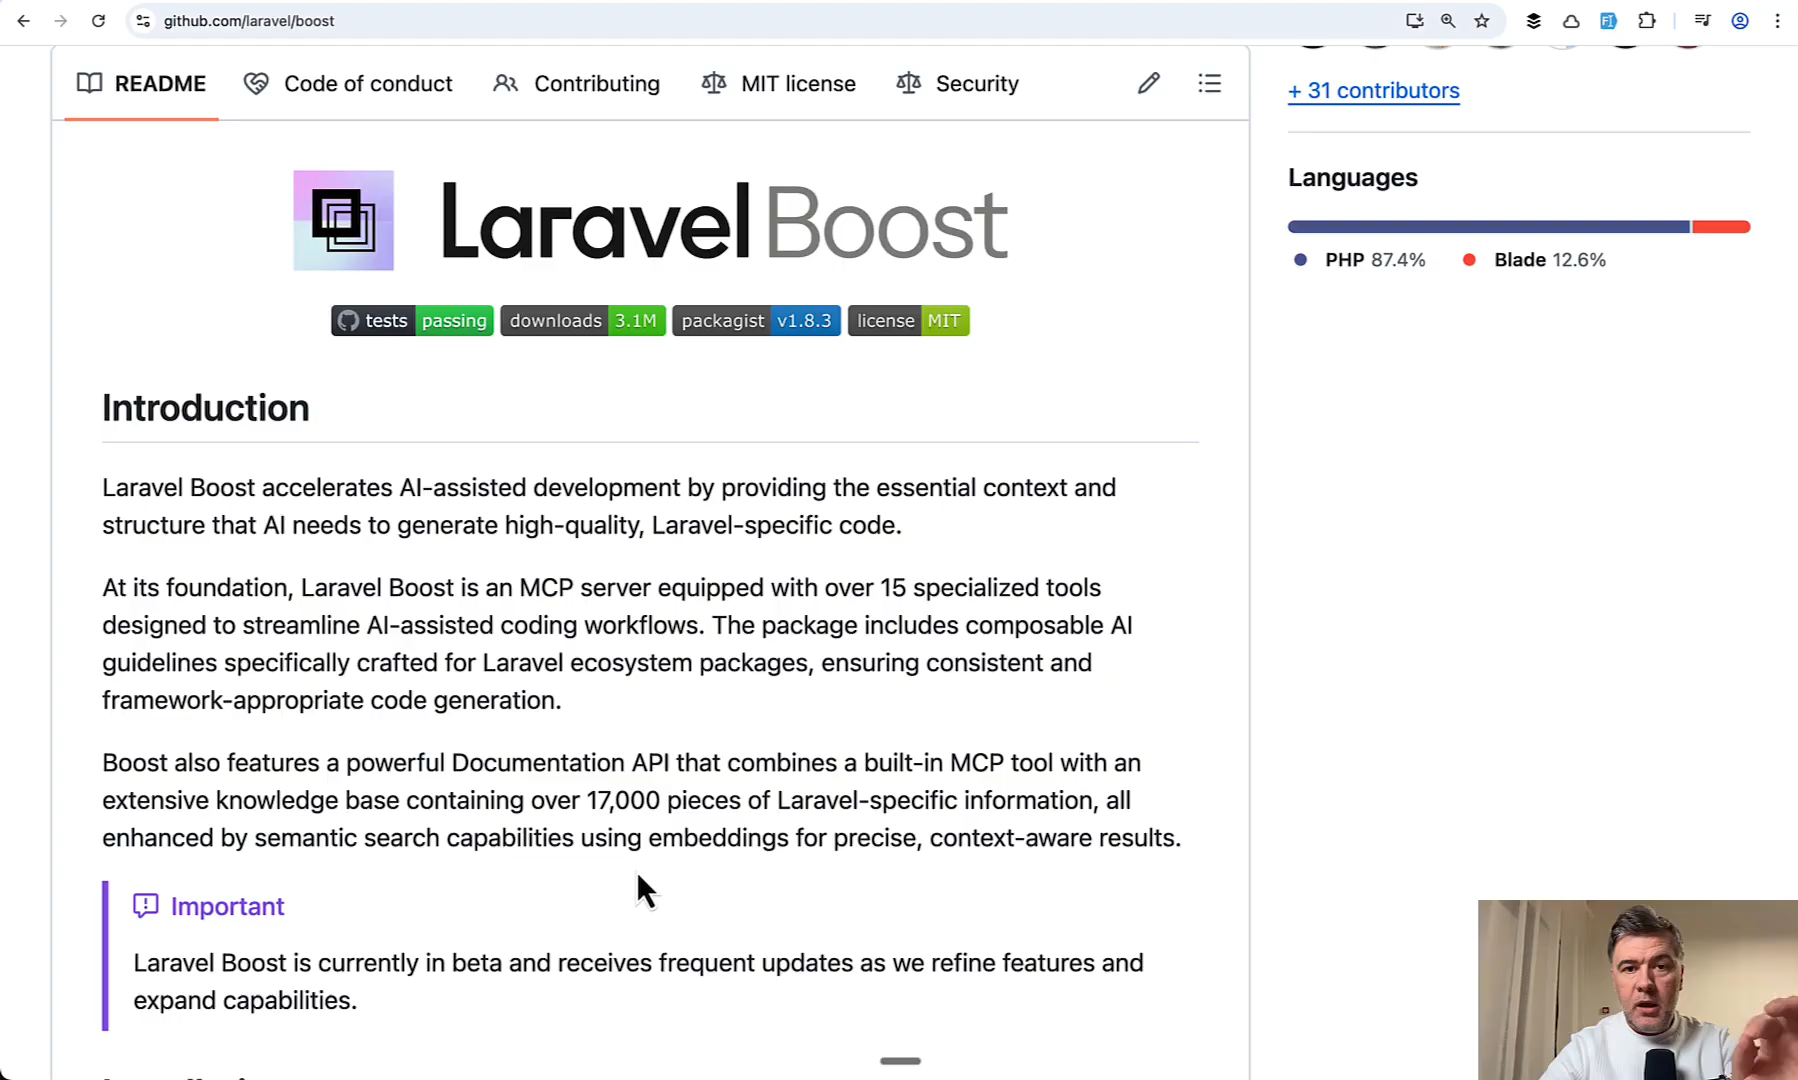 github.com/laravel/boost
README
Code of conduct
Contributing
MIT license
Security
+ 31 contributors
Languages
PHP 87.4%
Blade 12.6%
Laravel Boost
tests passing
downloads 3.1M
packagist v1.8.3
license MIT
Introduction
Laravel Boost accelerates AI-assisted development by providing the essential context and
structure that AI needs to generate high-quality, Laravel-specific code.
At its foundation, Laravel Boost is an MCP server equipped with over 15 specialized tools
designed to streamline AI-assisted coding workflows. The package includes composable AI
guidelines specifically crafted for Laravel ecosystem packages, ensuring consistent and
framework-appropriate code generation.
Boost also features a powerful Documentation API that combines a built-in MCP tool with an
extensive knowledge base containing over 17,000 pieces of Laravel-specific information, all
enhanced by semantic search capabilities using embeddings for precise, context-aware results.
Important
Laravel Boost is currently in beta and receives frequent updates as we refine features and
expand capabilities.